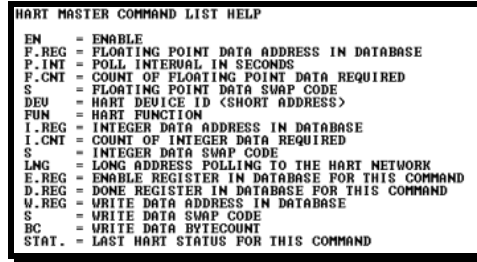 HART MASTER COMMAND LIST HELP
EN = ENABLE
F.REG = FLOATING POINT DATA ADDRESS IN DATABASE
P.INT = POLL INTERVAL IN SECONDS
F.CNT = COUNT OF FLOATING POINT DATA REQUIRED
S = FLOATING POINT DATA SWAP CODE
DEV = HART DEVICE ID <SHORT ADDRESS>
FUN = HART FUNCTION
I.REG = INTEGER DATA ADDRESS IN DATABASE
I.CNT = COUNT OF INTEGER DATA REQUIRED
S = INTEGER DATA SWAP CODE
LNG = LONG ADDRESS POLLING TO THE HART NETWORK
E.REG = ENABLE REGISTER IN DATABASE FOR THIS COMMAND
D.REG = DONE REGISTER IN DATABASE FOR THIS COMMAND
W.REG = WRITE DATA ADDRESS IN DATABASE
S = WRITE DATA SWAP CODE
BC = WRITE DATA BYTECOUNT
STAT. = LAST HART STATUS FOR THIS COMMAND